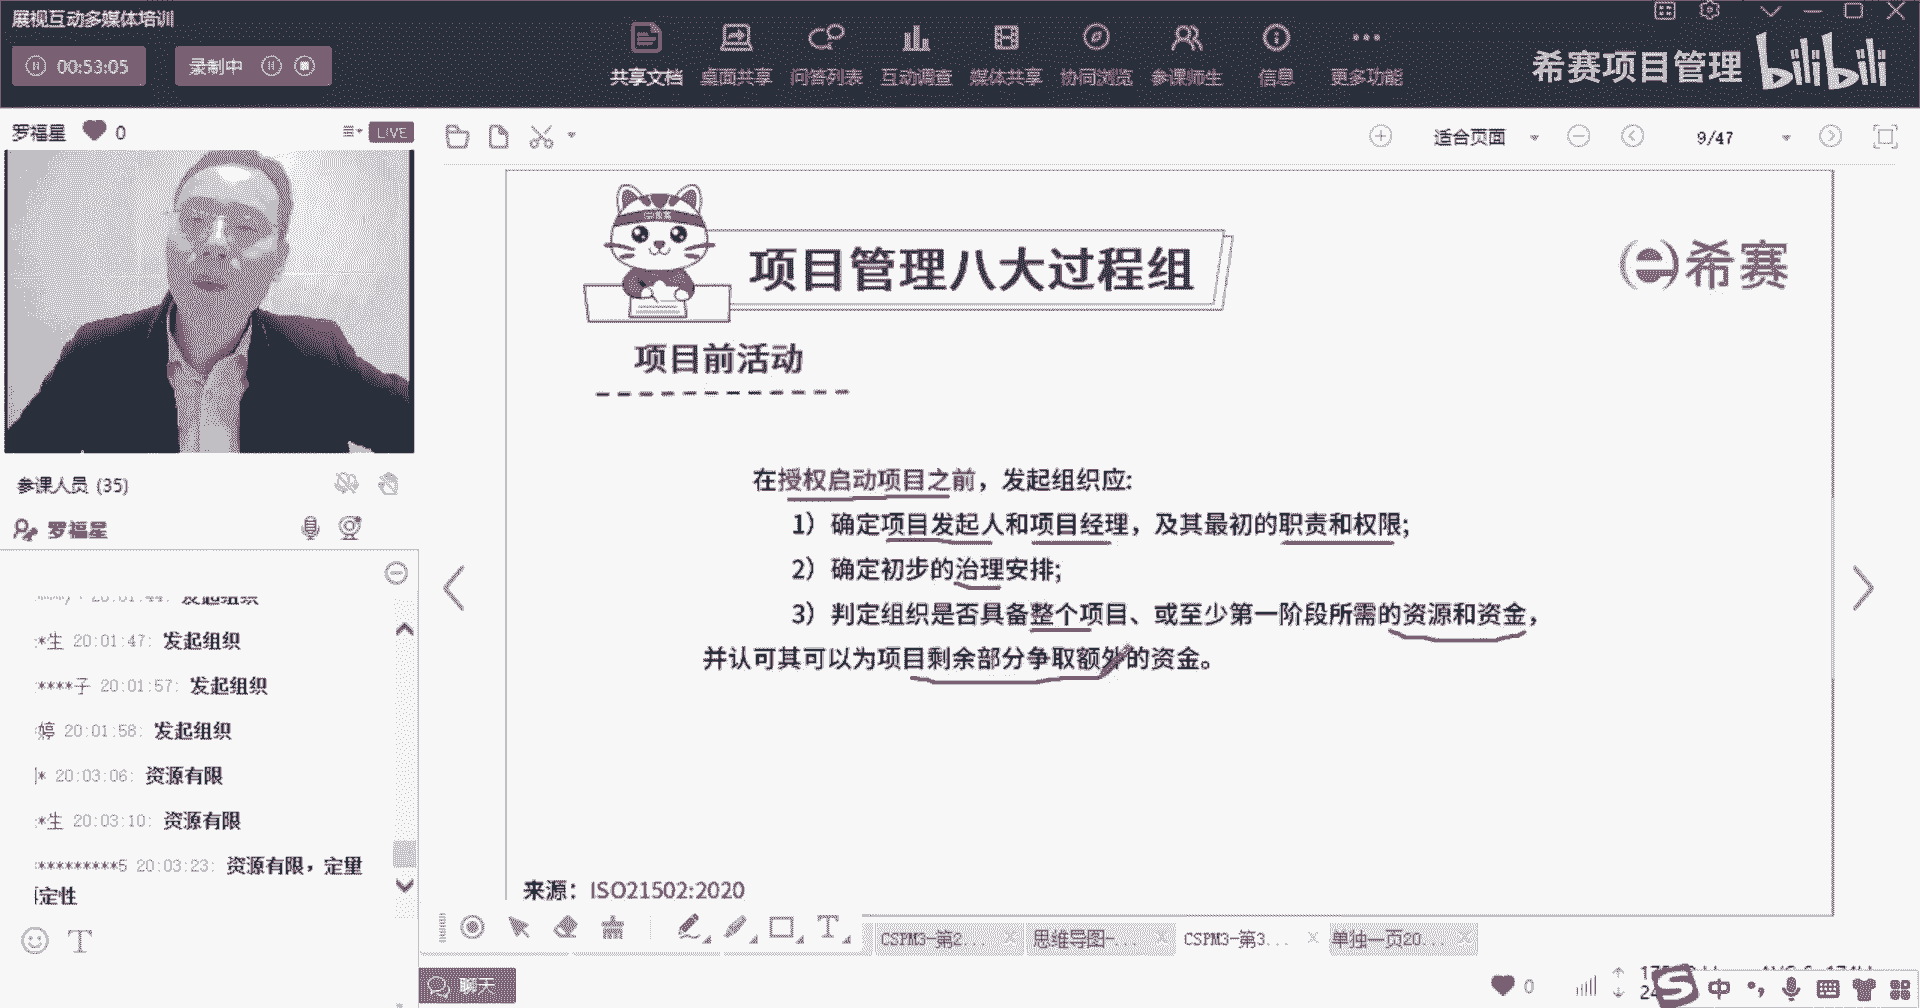 展视互动多媒体培训
00:53:05
录制中
共享文档 桌面共享 问答列表 互动调查 媒体共享 协同浏览 参课师生 信息 更多功能
希赛项目管理 bilibili
罗福星 0
LIVE
适合页面
9/47
项目管理八大过程组
希赛
项目前活动
在授权启动项目之前，发起组织应:
1）确定项目发起人和项目经理，及其最初的职责和权限;
2）确定初步的治理安排;
3）判定组织是否具备整个项目、或至少第一阶段所需的资源和资金，
并认可其可以为项目剩余部分争取额外的资金。
来源：ISO21502:2020
参课人员 (35)
罗福星
发起组织
*生 20:01:47: 发起组织
****子 20:01:57: 发起组织
婷 20:01:58: 发起组织
* 20:03:06: 资源有限
*生 20:03:10: 资源有限
*********5 20:03:23: 资源有限，定量
定性
T
CSPM3-第2... 思维导图-... CSPM3-第3... 单独一页20...
聊天
0
中